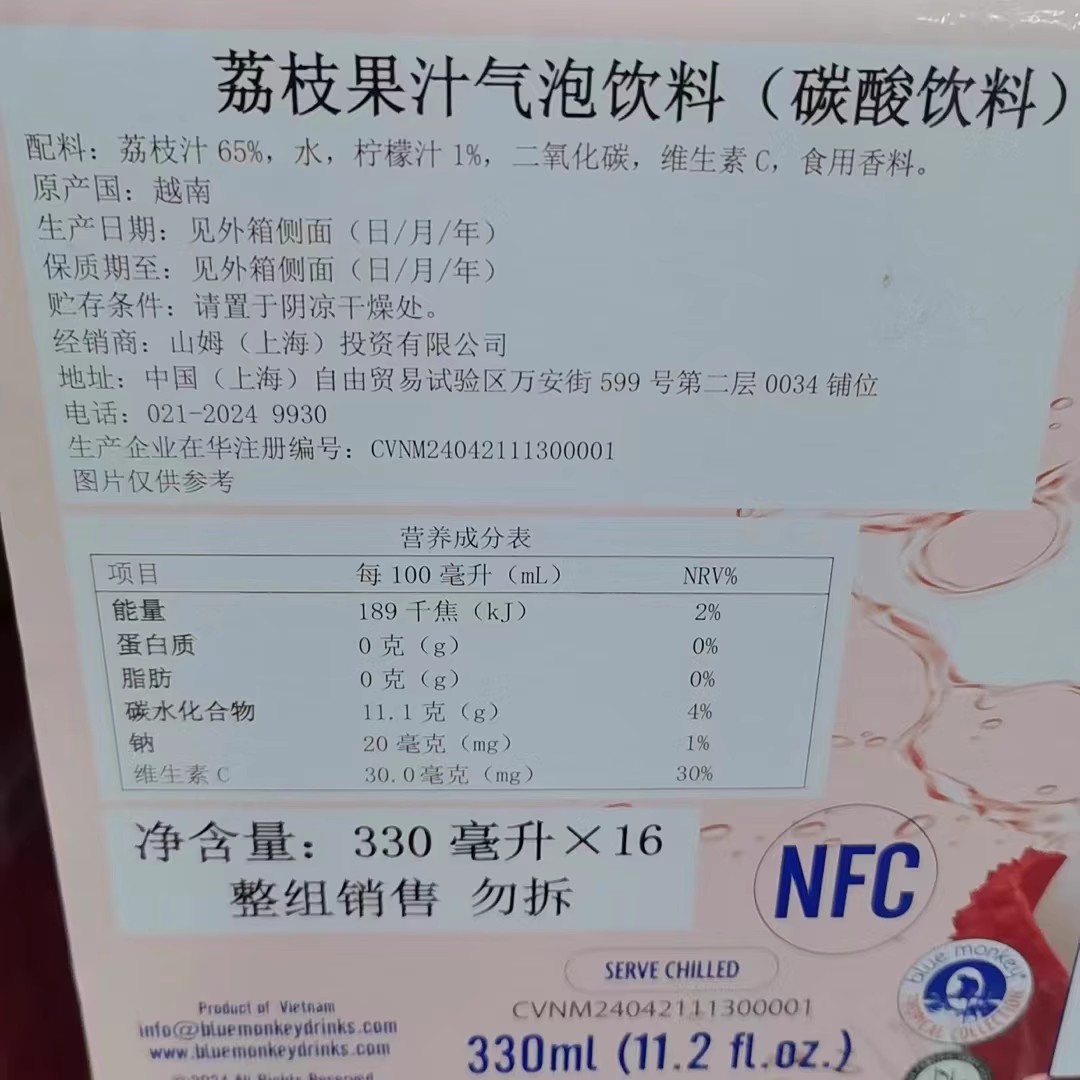 荔枝果汁气泡饮料（碳酸饮料）
配料：荔枝汁 65%，水，柠檬汁 1%，二氧化碳，维生素 C，食用香料。
原产国：越南
生产日期：见外箱侧面（日/月/年）
保质期至：见外箱侧面（日/月/年）
贮存条件：请置于阴凉干燥处。
经销商：山姆（上海）投资有限公司
地址：中国（上海）自由贸易试验区万安街 599 号第二层 0034 铺位
电话：021-2024 9930
生产企业在华注册编号：CVNM24042111300001
图片仅供参考
营养成分表
项目 每 100 毫升（mL） NRV%
能量 189 千焦（kJ） 2%
蛋白质 0 克（g） 0%
脂肪 0 克（g） 0%
碳水化合物 11.1 克（g） 4%
钠 20 毫克（mg） 1%
维生素 C 30.0 毫克（mg） 30%
净含量：330 毫升×16
整组销售 勿拆
NFC
SERVE CHILLED
CVNM24042111300001
330ml (11.2 fl.oz.)
Product of Vietnam
info@bluemonkeydrinks.com
www.bluemonkeydrinks.com
©2024 All Rights Reserved
blue monkey
TROPICAL COLLECTION
N